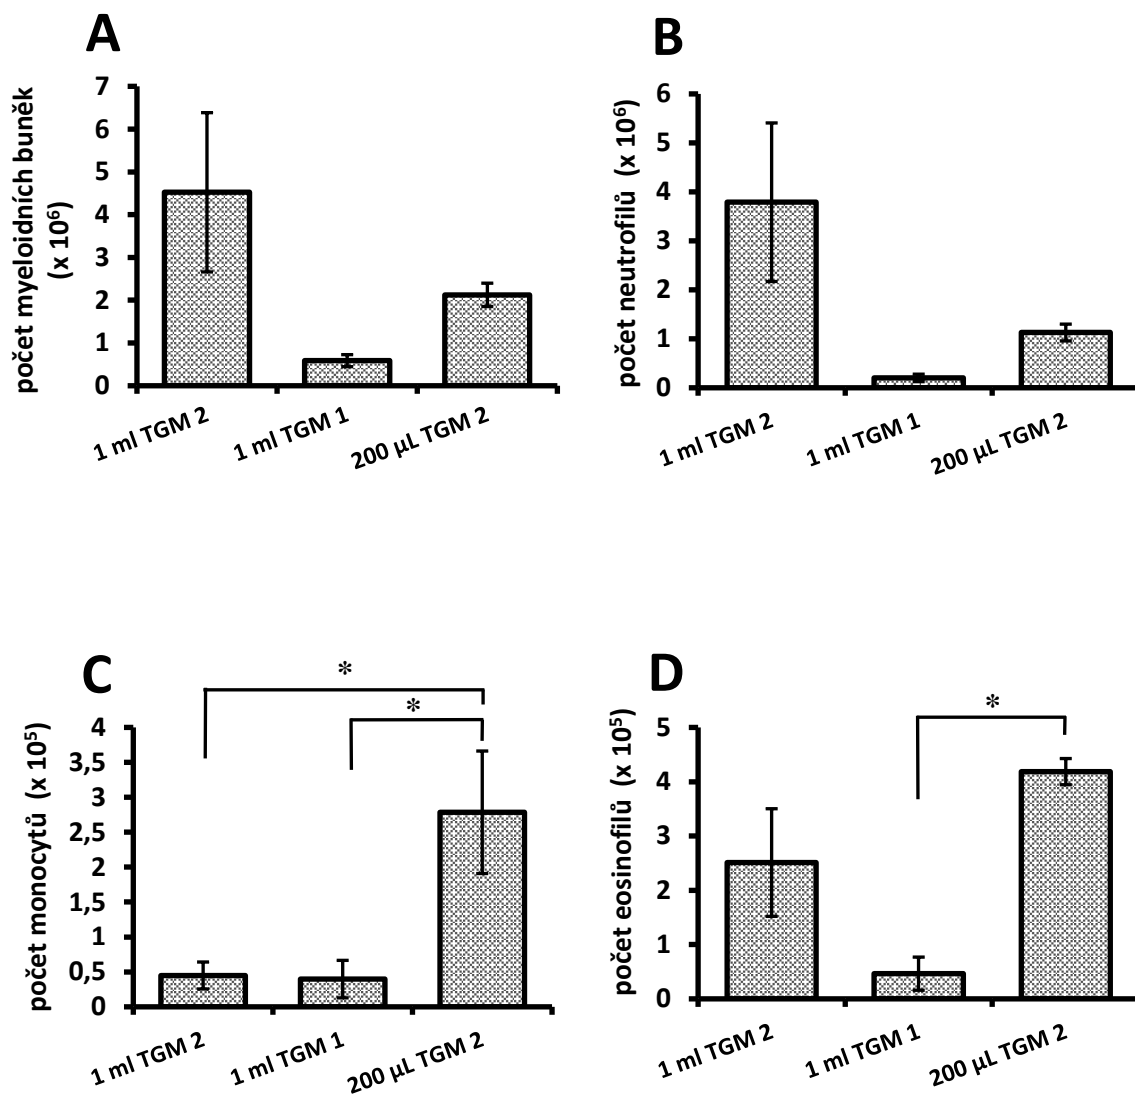 A
počet myeloidních buněk
(x 10⁶)
7
6
5
4
3
2
1
0
1 ml TGM 2
1 ml TGM 1
200 µL TGM 2
B
počet neutrofilů (x 10⁶)
6
5
4
3
2
1
0
1 ml TGM 2
1 ml TGM 1
200 µL TGM 2
C
*
*
počet monocytů (x 10⁵)
4
3,5
3
2,5
2
1,5
1
0,5
0
1 ml TGM 2
1 ml TGM 1
200 µL TGM 2
D
*
počet eosinofilů (x 10⁵)
5
4
3
2
1
0
1 ml TGM 2
1 ml TGM 1
200 µL TGM 2